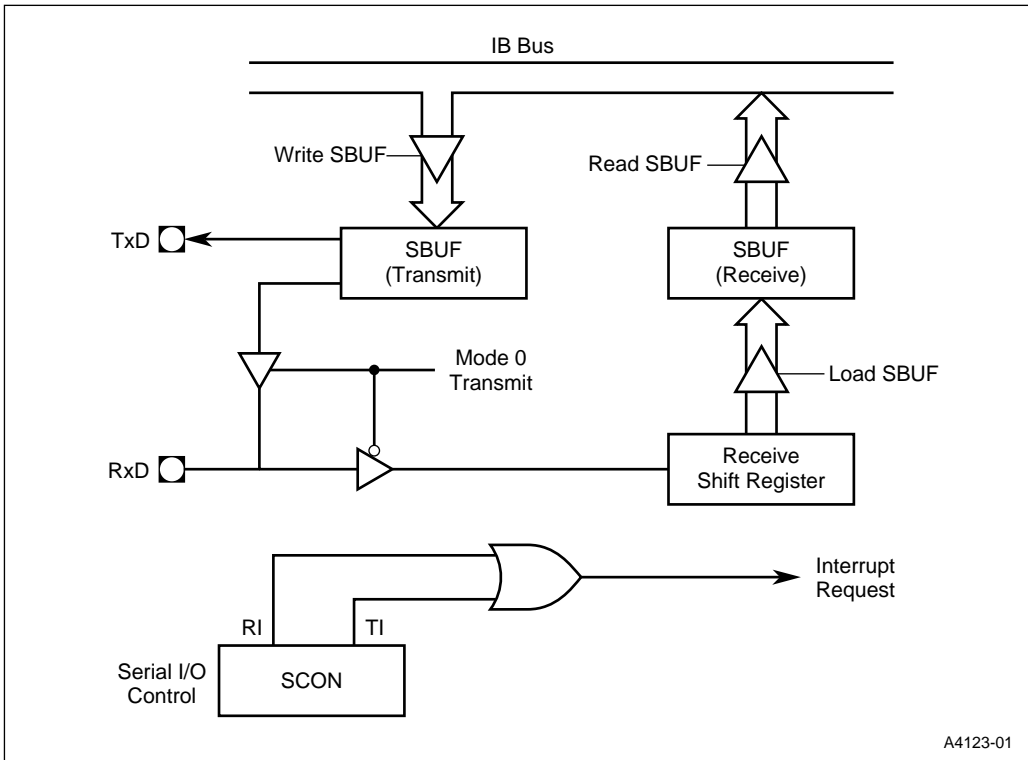 IB Bus
Write SBUF
Read SBUF
TxD
SBUF
(Transmit)
SBUF
(Receive)
Mode 0
Transmit
Load SBUF
RxD
Receive
Shift Register
Interrupt
Request
RI
TI
Serial I/O
Control
SCON
A4123-01